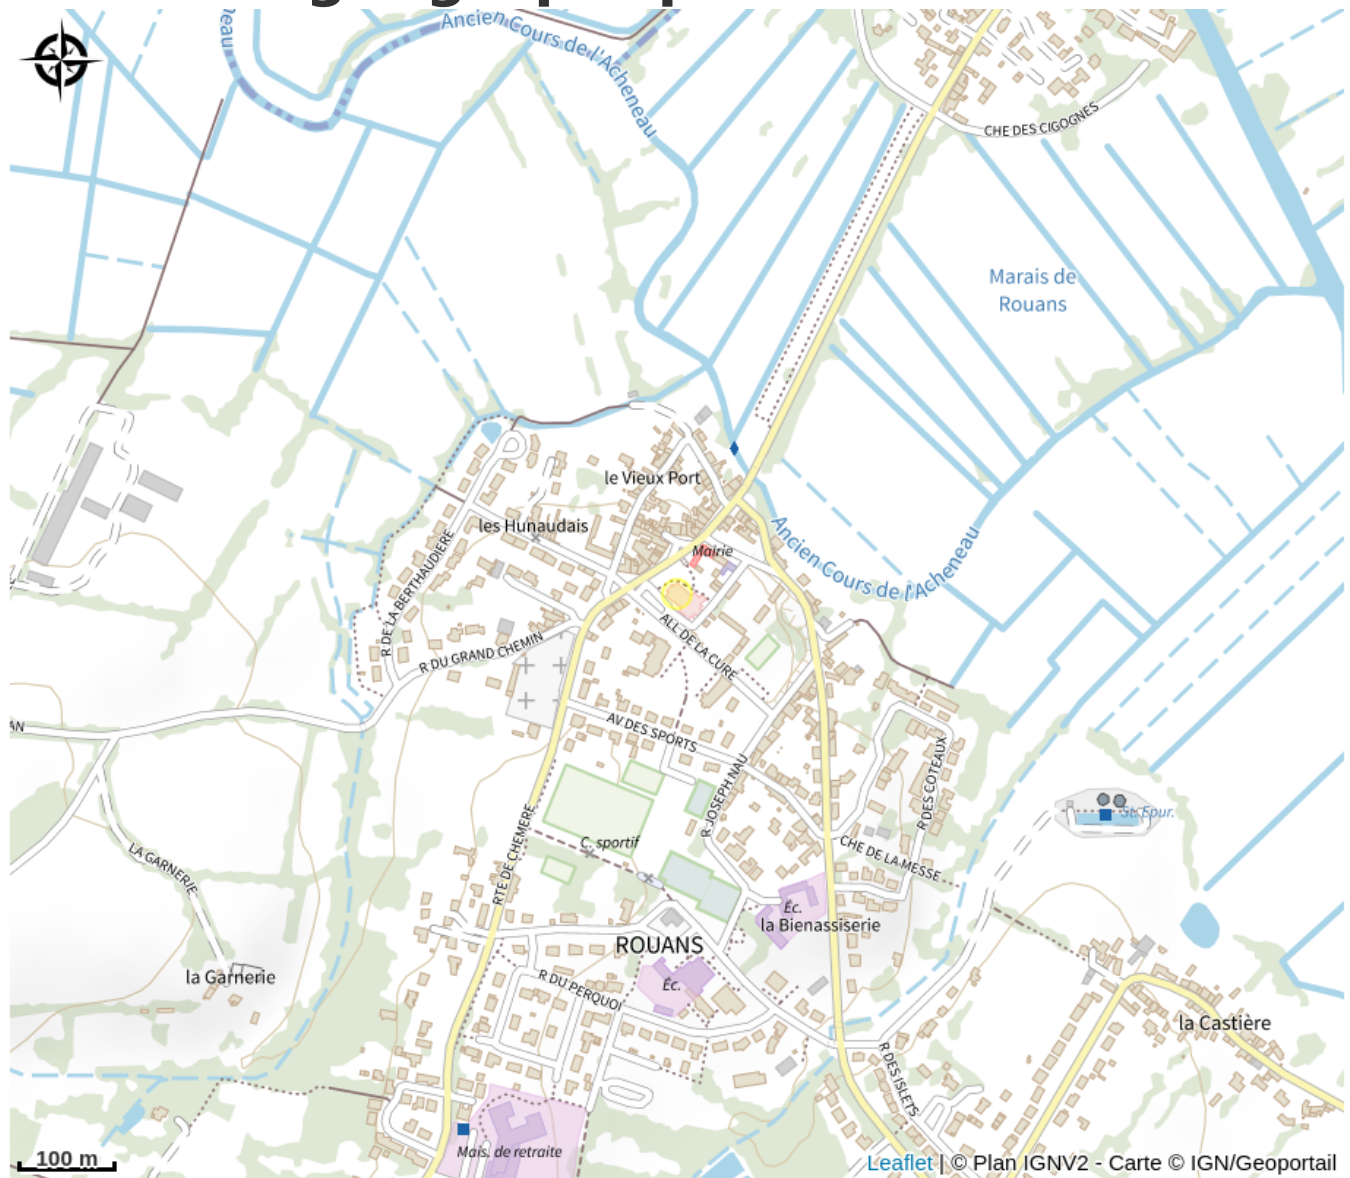 Ancien Cours de l'Acheneau
CHE DES CIGOGNES
Marais de
Rouans
le Vieux Port
les Hunaudais
Mairie
Ancien Cours de l'Acheneau
R DE LA BERTHAUDIERE
R DU GRAND CHEMIN
ALL DE LA CURE
AV DES SPORTS
R JOSEPH NAU
R DES COTEAUX
St. Epur.
RTE DE CHEMERE
C. sportif
CHE DE LA MESSE
LA GARNERIE
Éc.
la Bienassiserie
ROUANS
la Garnerie
Éc.
R DU PERQUOI
la Castière
R DES ISLETS
Mais. de retraite
100 m
Leaflet | © Plan IGNV2 - Carte © IGN/Geoportail